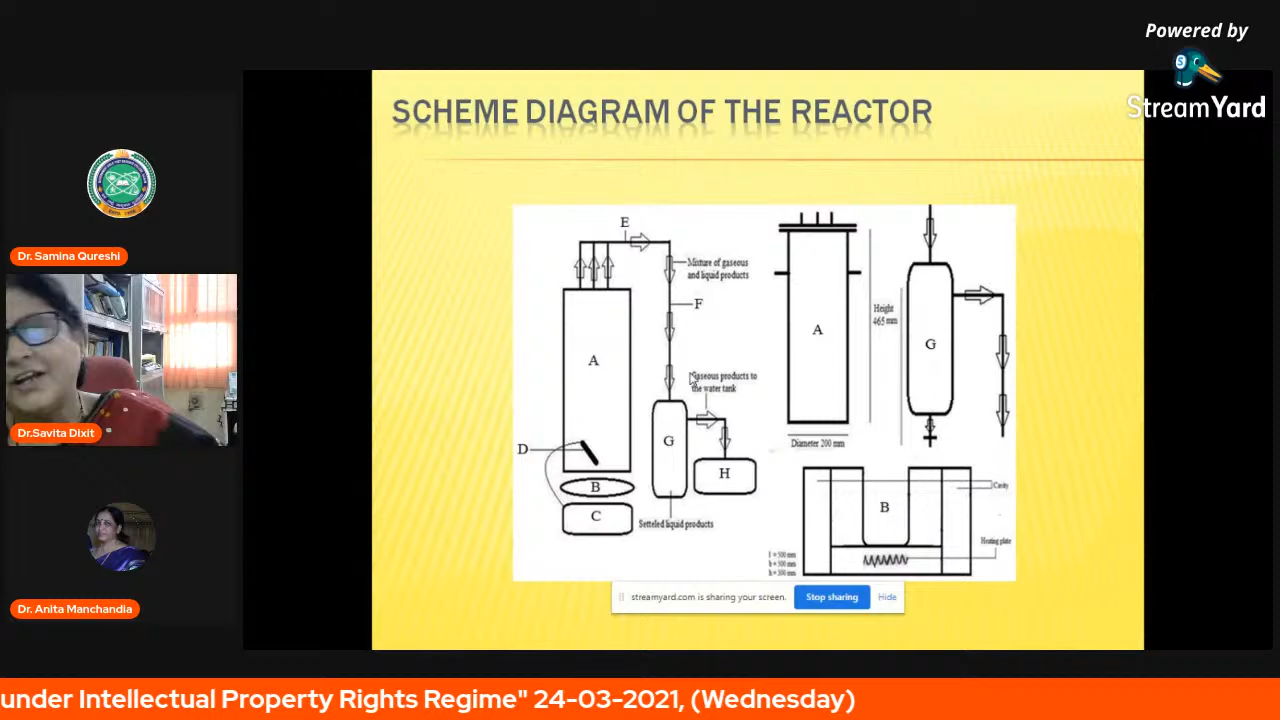 Powered by
StreamYard
SCHEME DIAGRAM OF THE REACTOR
Dr. Samina Qureshi
Dr.Savita Dixit
Dr. Anita Manchandia
E
Mixture of gaseous
and liquid products
F
A
Gaseous products to
the water tank
D
G
H
B
C
Setteled liquid products
A
Height
465 mm
G
Diameter 200 mm
B
Cavity
Heating plate
l = 500 mm
b = 300 mm
h = 300 mm
streamyard.com is sharing your screen.
Stop sharing
Hide
under Intellectual Property Rights Regime" 24-03-2021, (Wednesday)